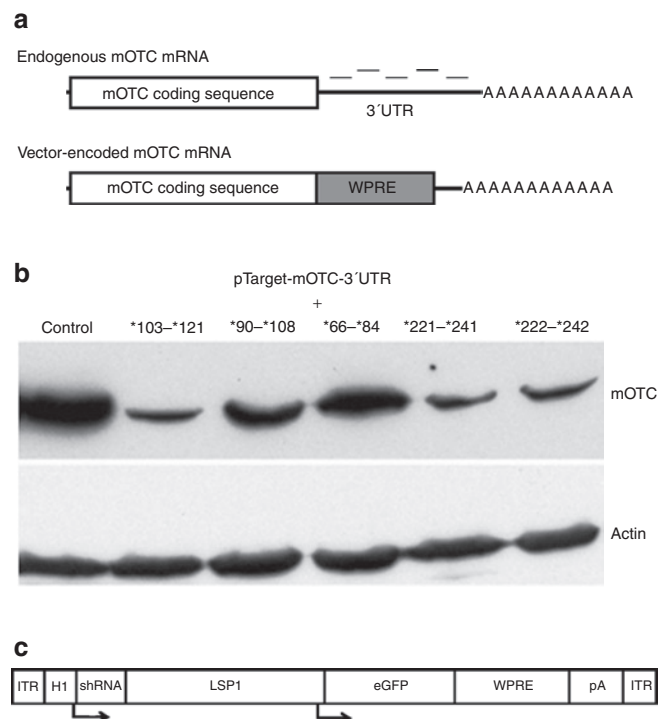 a
Endogenous mOTC mRNA
mOTC coding sequence
AAAAAAAAAAAA
3´UTR
Vector-encoded mOTC mRNA
mOTC coding sequence WPRE
AAAAAAAAAAAA
b
pTarget-mOTC-3´UTR
+
Control *103–*121 *90–*108 *66–*84 *221–*241 *222–*242
mOTC
Actin
c
ITR H1 shRNA LSP1 eGFP WPRE pA ITR